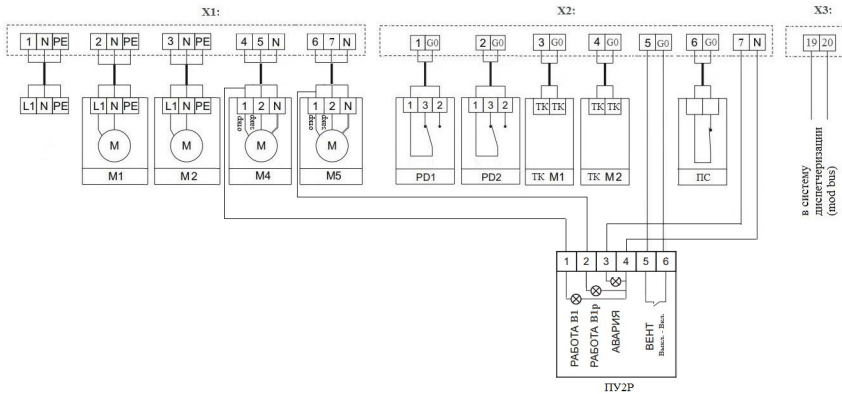 X1: X2: X3:
1 N PE 2 N PE 3 N PE 4 5 N 6 7 N 1 G0 2 G0 3 G0 4 G0 5 G0 6 G0 7 N 19 20
L1 N PE L1 N PE L1 N PE 1 2 N 1 2 N 1 3 2 1 3 2 ТК ТК ТК ТК
откр закр откр закр
M M M M
M1 M2 M4 M5 PD1 PD2 ТК М1 ТК М2 ПС
в систему
диспетчеризации
(mod bus)
1 2 3 4 5 6
РАБОТА В1
РАБОТА В1р
АВАРИЯ
ВЕНТ
Выкл. - Вкл.
ПУ2Р